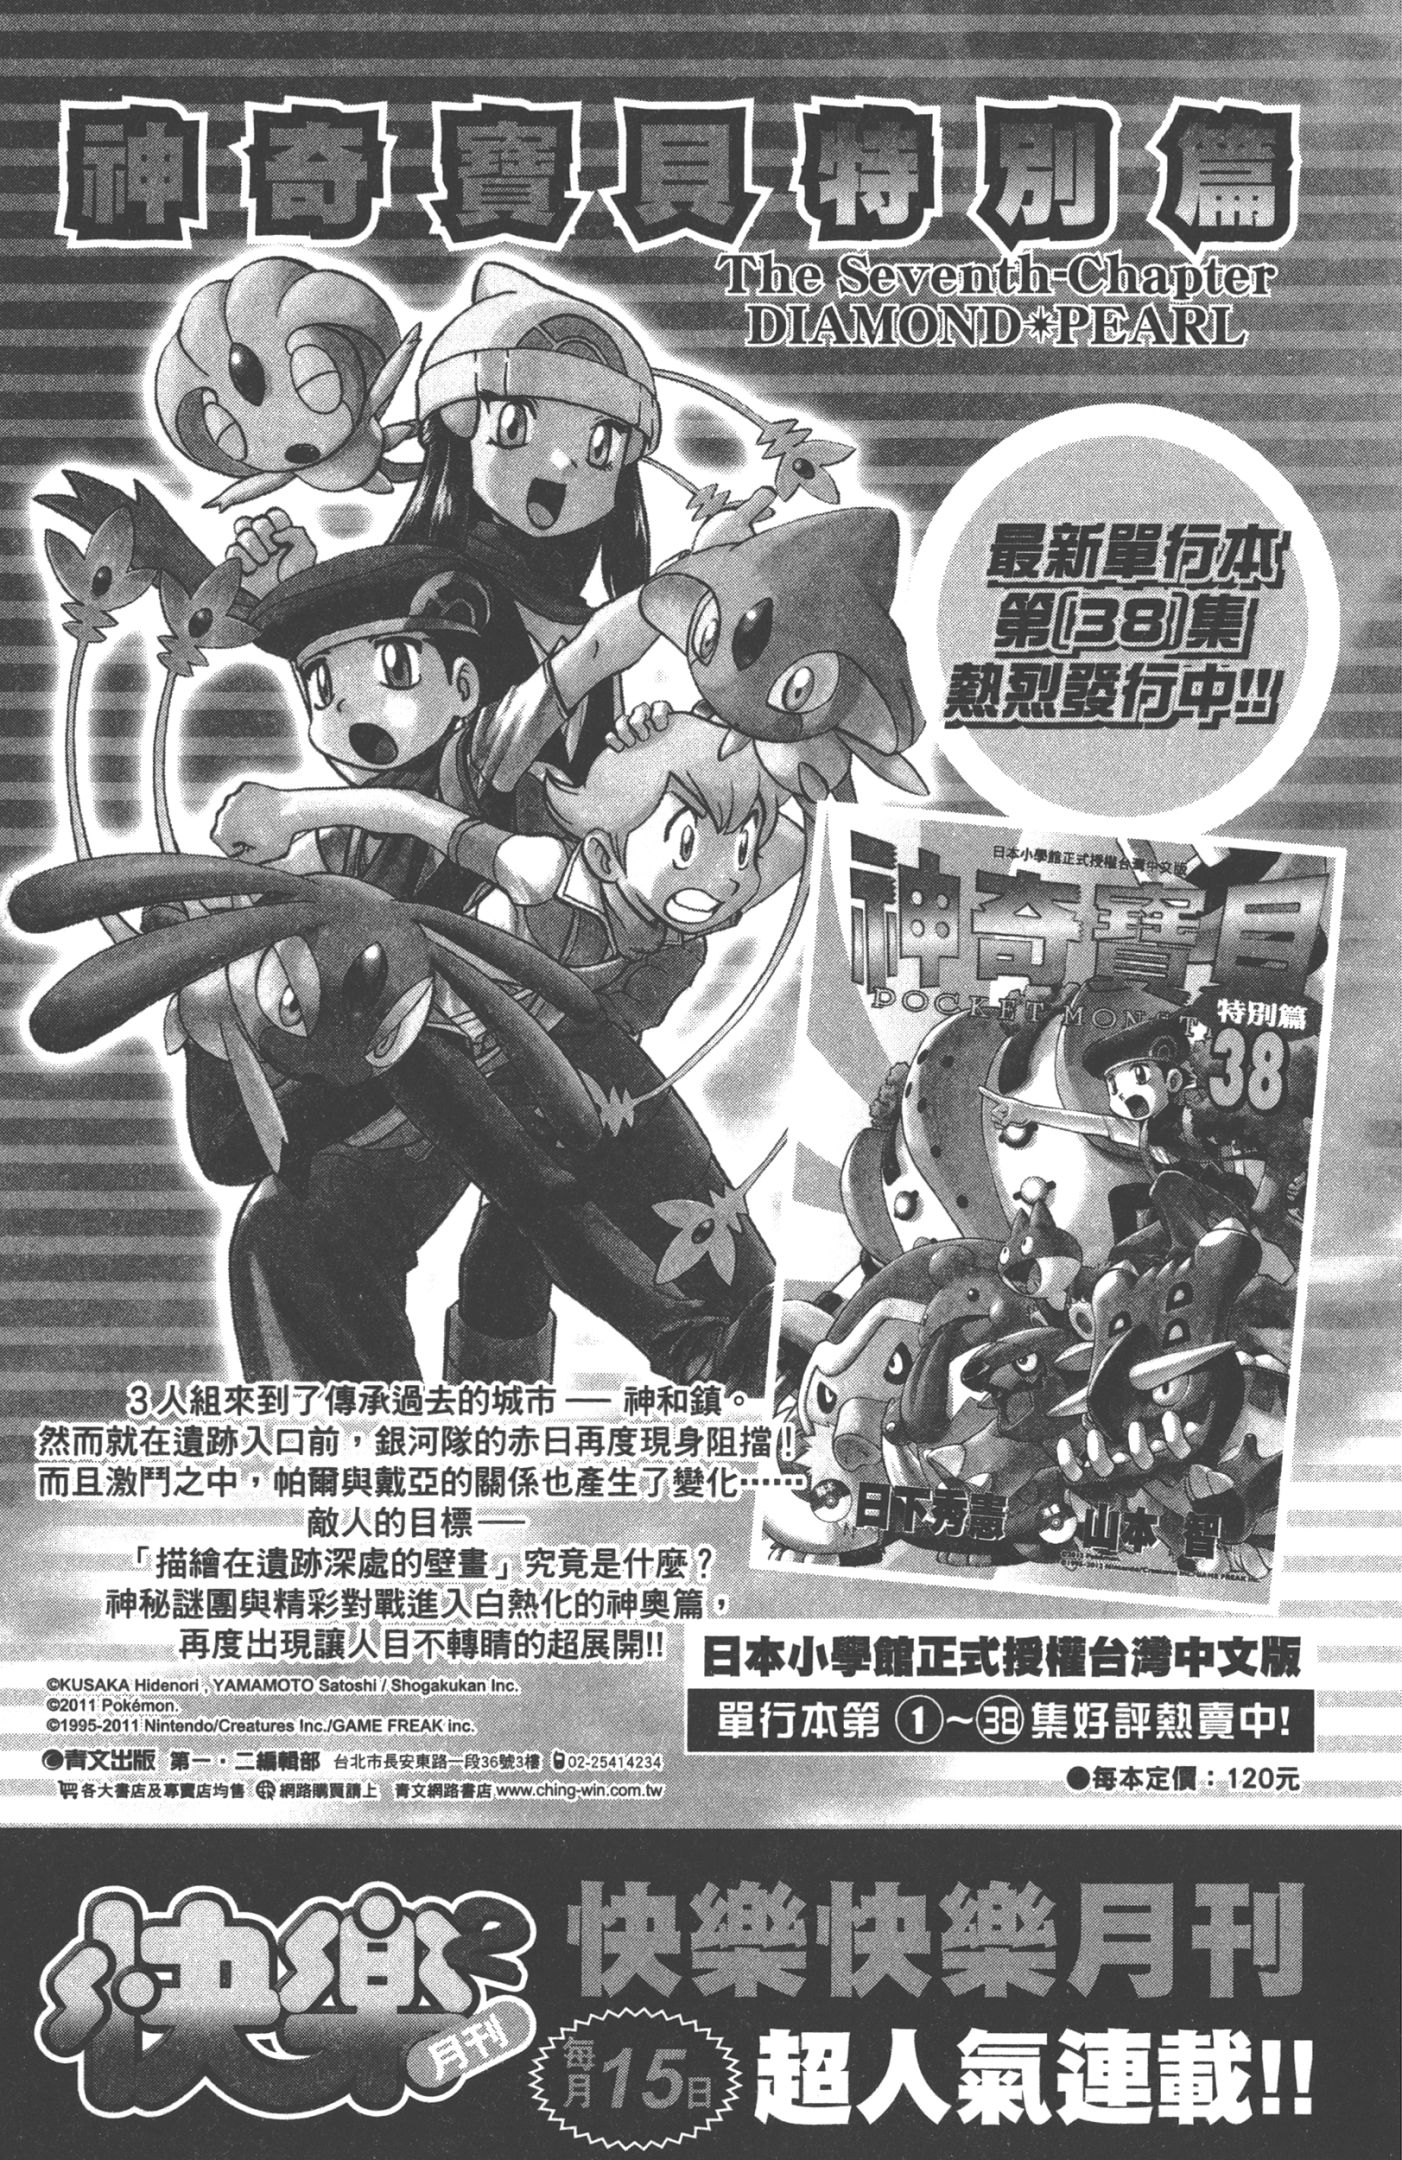 神奇寶貝特別篇
The Seventh-Chapter
DIAMOND✷PEARL
最新單行本
第〔38〕集
熱烈發行中!!
日本小學館正式授權台灣中文版
神奇寶貝
POCKET MONST
特別篇
38
日下秀憲
山本 智
3人組來到了傳承過去的城市── 神和鎮。
然而就在遺跡入口前，銀河隊的赤日再度現身阻擋！
而且激鬥之中，帕爾與戴亞的關係也產生了變化……
敵人的目標──
「描繪在遺跡深處的壁畫」究竟是什麼？
神秘謎團與精彩對戰進入白熱化的神奧篇，
再度出現讓人目不轉睛的超展開!!
©KUSAKA Hidenori , YAMAMOTO Satoshi / Shogakukan Inc.
©2011 Pokémon.
©1995-2011 Nintendo/Creatures Inc./GAME FREAK inc.
青文出版 第一．二編輯部 台北市長安東路一段36號3樓 02-25414234
各大書店及專賣店均售 網路購買請上 青文網路書店 www.ching-win.com.tw
日本小學館正式授權台灣中文版
單行本第①～㊳集好評熱賣中!
●每本定價：120元
快樂2
月刊
快樂快樂月刊
每月15日
超人氣連載!!